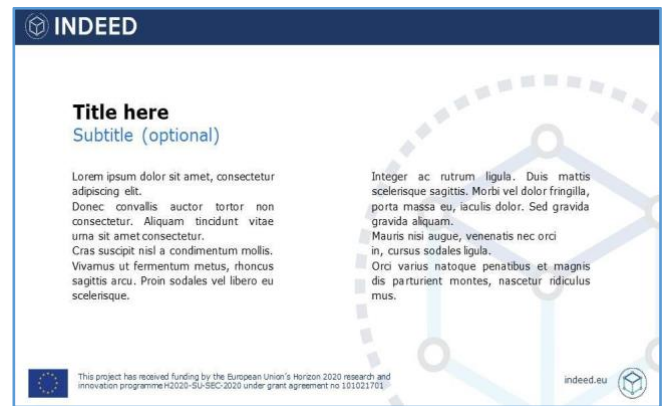 INDEED
Title here
Subtitle (optional)
Lorem ipsum dolor sit amet, consectetur
adipiscing elit.
Donec convallis auctor tortor non
consectetur. Aliquam tincidunt vitae
urna sit amet consectetur.
Cras suscipit nisl a condimentum mollis.
Vivamus ut fermentum metus, rhoncus
sagittis arcu. Proin sodales vel libero eu
scelerisque.
Integer ac rutrum ligula. Duis mattis
scelerisque sagittis. Morbi vel dolor fringilla,
porta massa eu, iaculis dolor. Sed gravida
gravida aliquam.
Mauris nisi augue, venenatis nec orci
in, cursus sodales ligula.
Orci varius natoque penatibus et magnis
dis parturient montes, nascetur ridiculus
mus.
This project has received funding by the European Union's Horizon 2020 research and
innovation programme H2020-SU-SEC-2020 under grant agreement no 101021701
indeed.eu